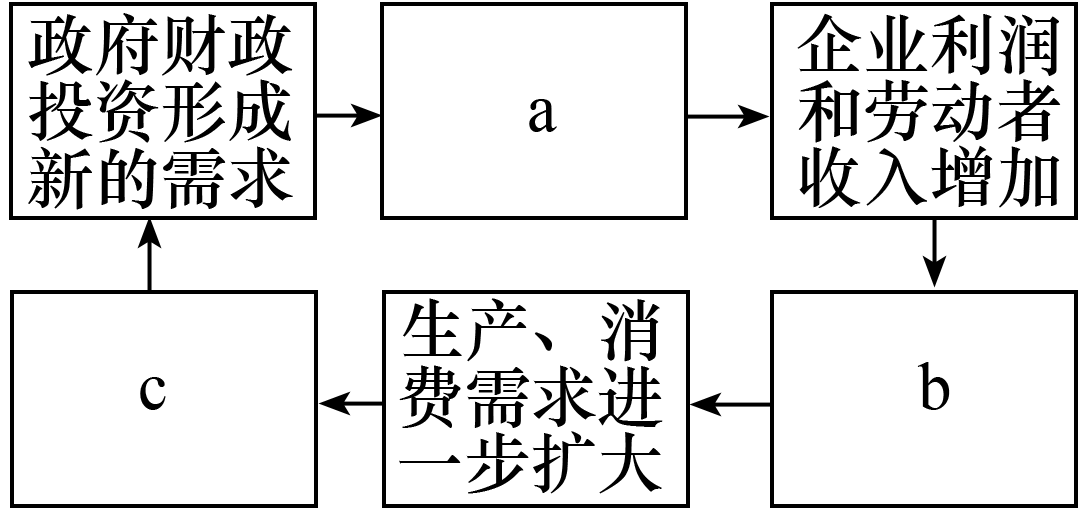 政府财政
投资形成
新的需求
a
企业利润
和劳动者
收入增加
b
生产、消
费需求进
一步扩大
c